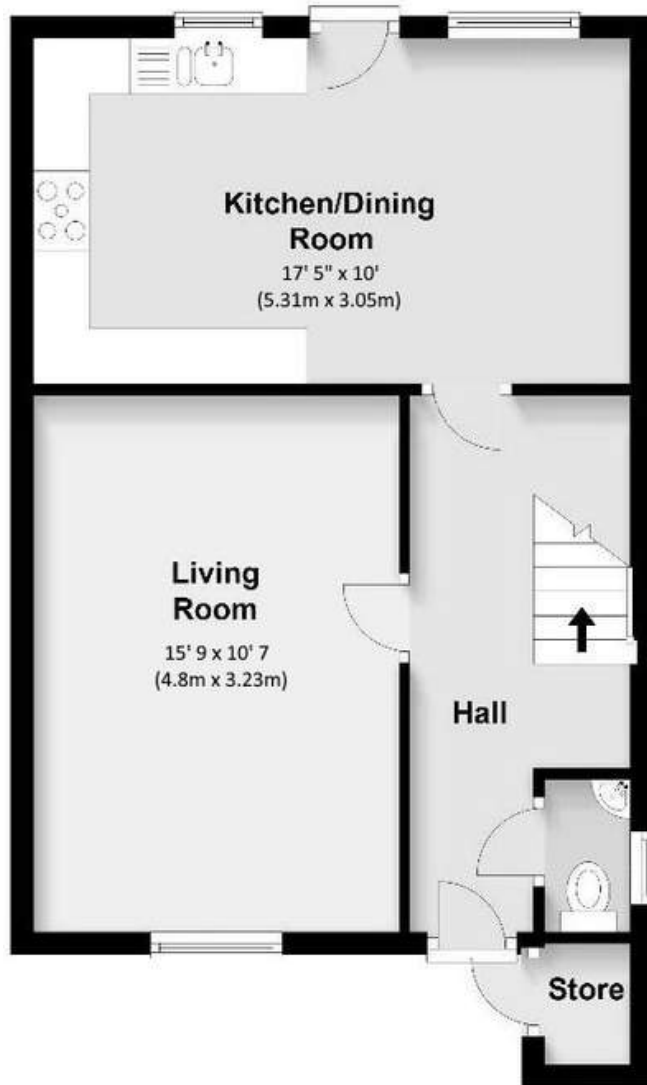 Kitchen/Dining
Room
17' 5" x 10'
(5.31m x 3.05m)
Living
Room
15' 9 x 10' 7
(4.8m x 3.23m)
Hall
Store